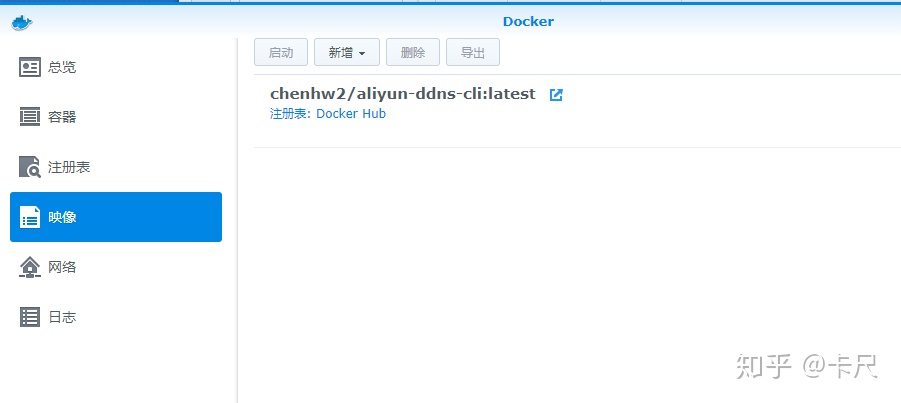 Docker
启动 新增 删除 导出
总览
容器
注册表
映像
网络
日志
chenhw2/aliyun-ddns-cli:latest
注册表: Docker Hub
知乎 @卡尺